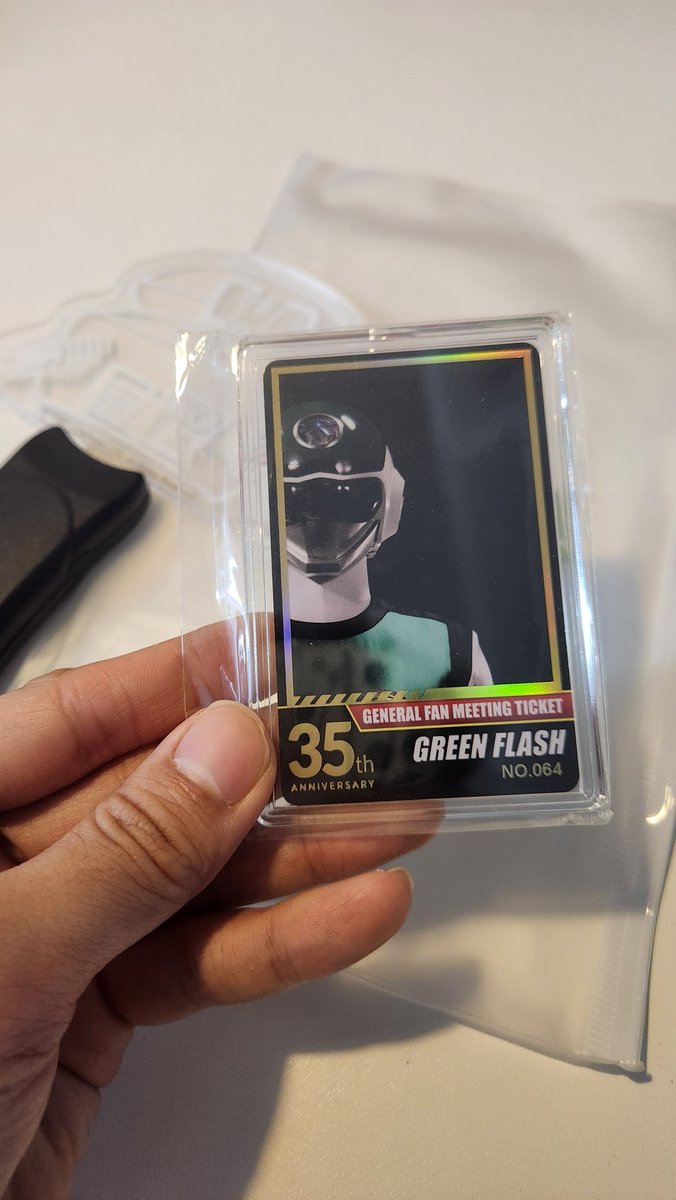 GENERAL FAN MEETING TICKET
35th
ANNIVERSARY
GREEN FLASH
NO.064